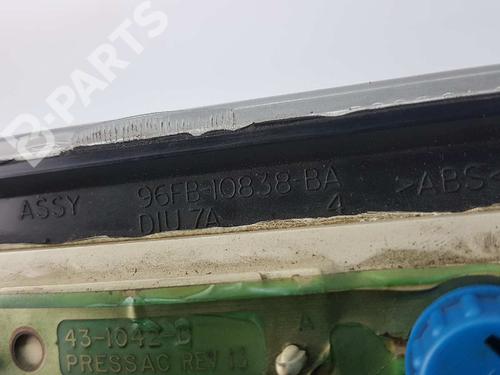 B-PARTS
ASSY 96FB-10838-BA >ABS<
DIU 7A 4
A
43-1042-D
PRESSAC REV 13